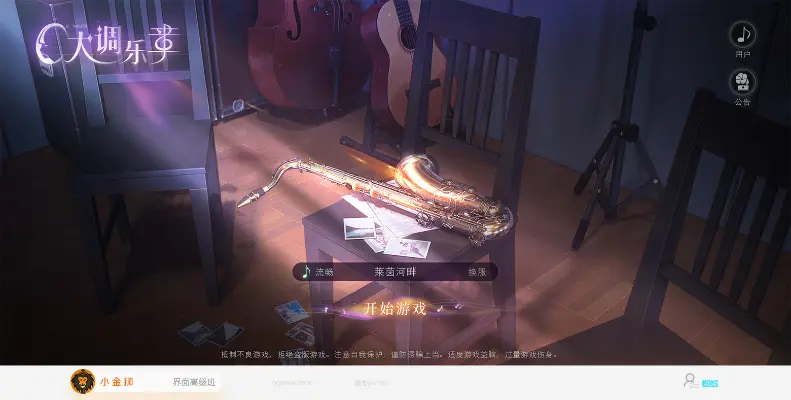 C大调乐章
用户
公告
流畅 莱茵河畔 换服
开始游戏
抵制不良游戏，拒绝盗版游戏。注意自我保护，谨防受骗上当。适度游戏益脑，过量游戏伤身。
小金狮 界面高级班